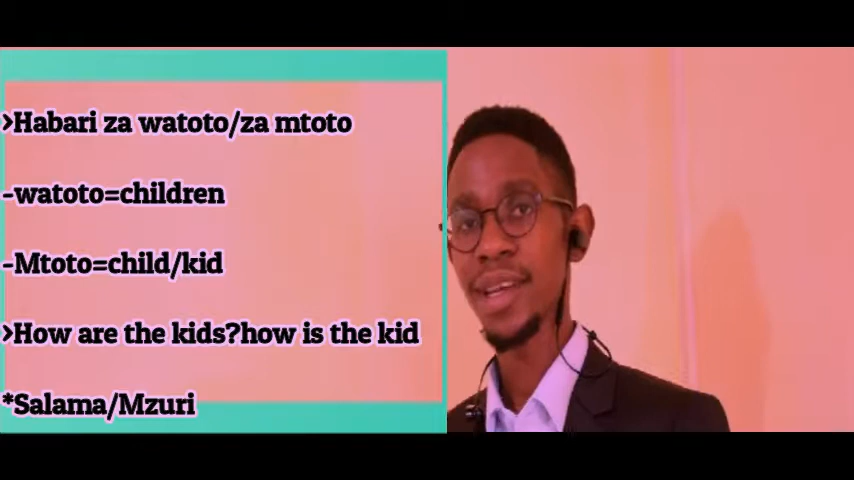 >Habari za watoto/za mtoto
-watoto=children
-Mtoto=child/kid
>How are the kids?how is the kid
*Salama/Mzuri